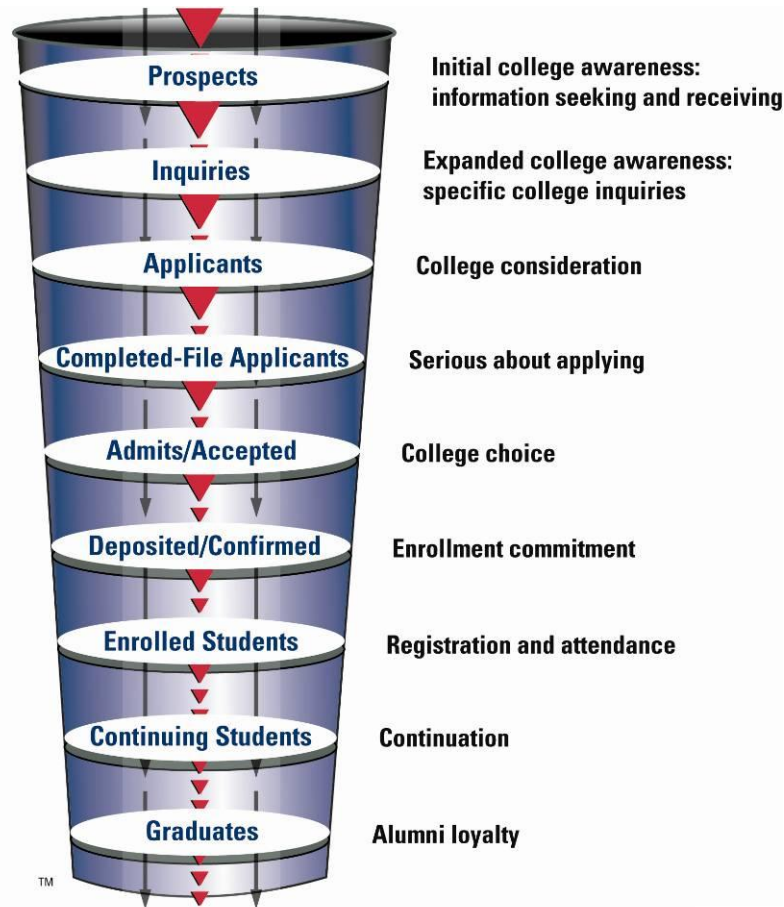 Prospects
Initial college awareness:
information seeking and receiving
Inquiries
Expanded college awareness:
specific college inquiries
Applicants
College consideration
Completed-File Applicants
Serious about applying
Admits/Accepted
College choice
Deposited/Confirmed
Enrollment commitment
Enrolled Students
Registration and attendance
Continuing Students
Continuation
Graduates
Alumni loyalty
TM